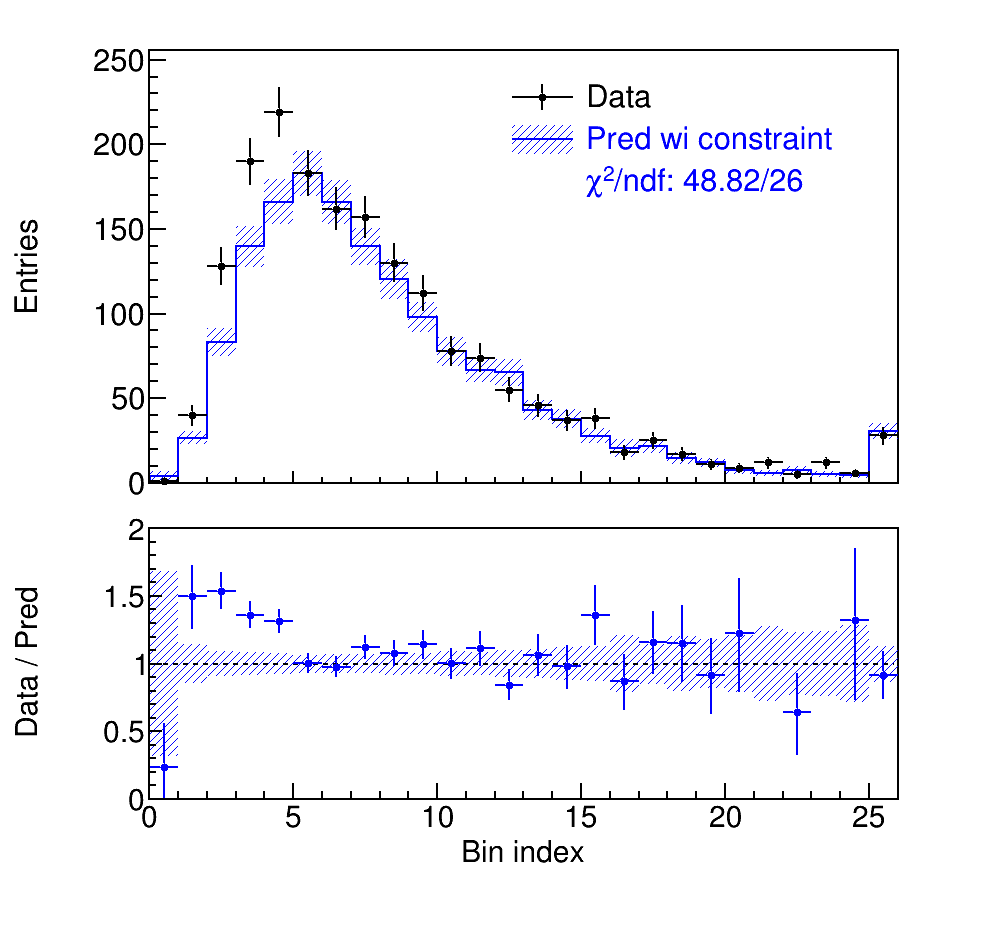 250
200
150
100
50
0
Entries
Data
Pred wi constraint
χ²/ndf: 48.82/26
2
1.5
1
0.5
0
Data / Pred
0 5 10 15 20 25
Bin index